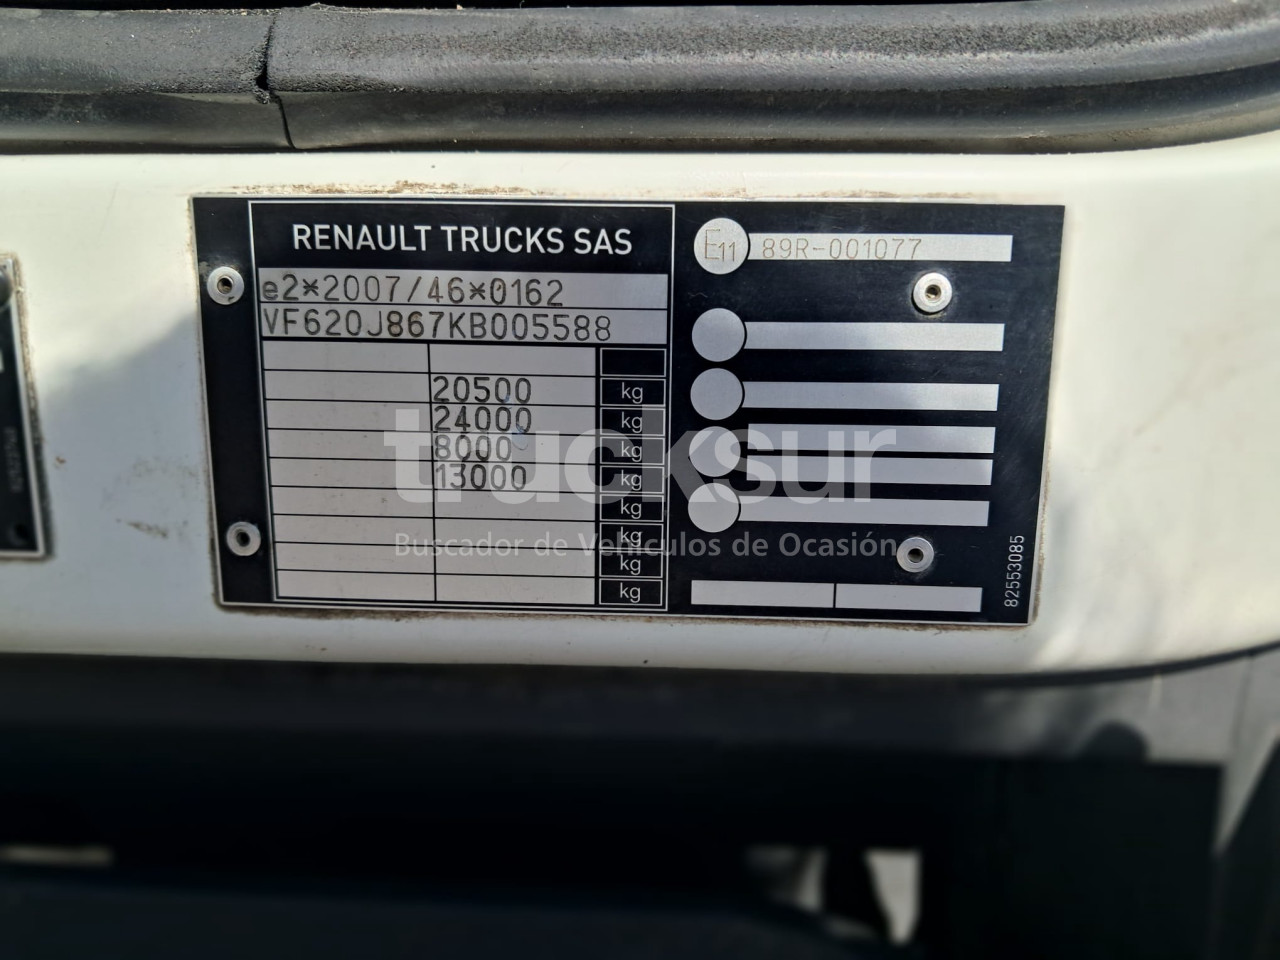 RENAULT TRUCKS SAS
e2*2007/46*0162
VF620J867KB005588
20500 kg
24000 kg
8000 kg
13000 kg
kg
kg
kg
kg
E11 89R-001077
82553085
trucksur
Buscador de Vehículos de Ocasión